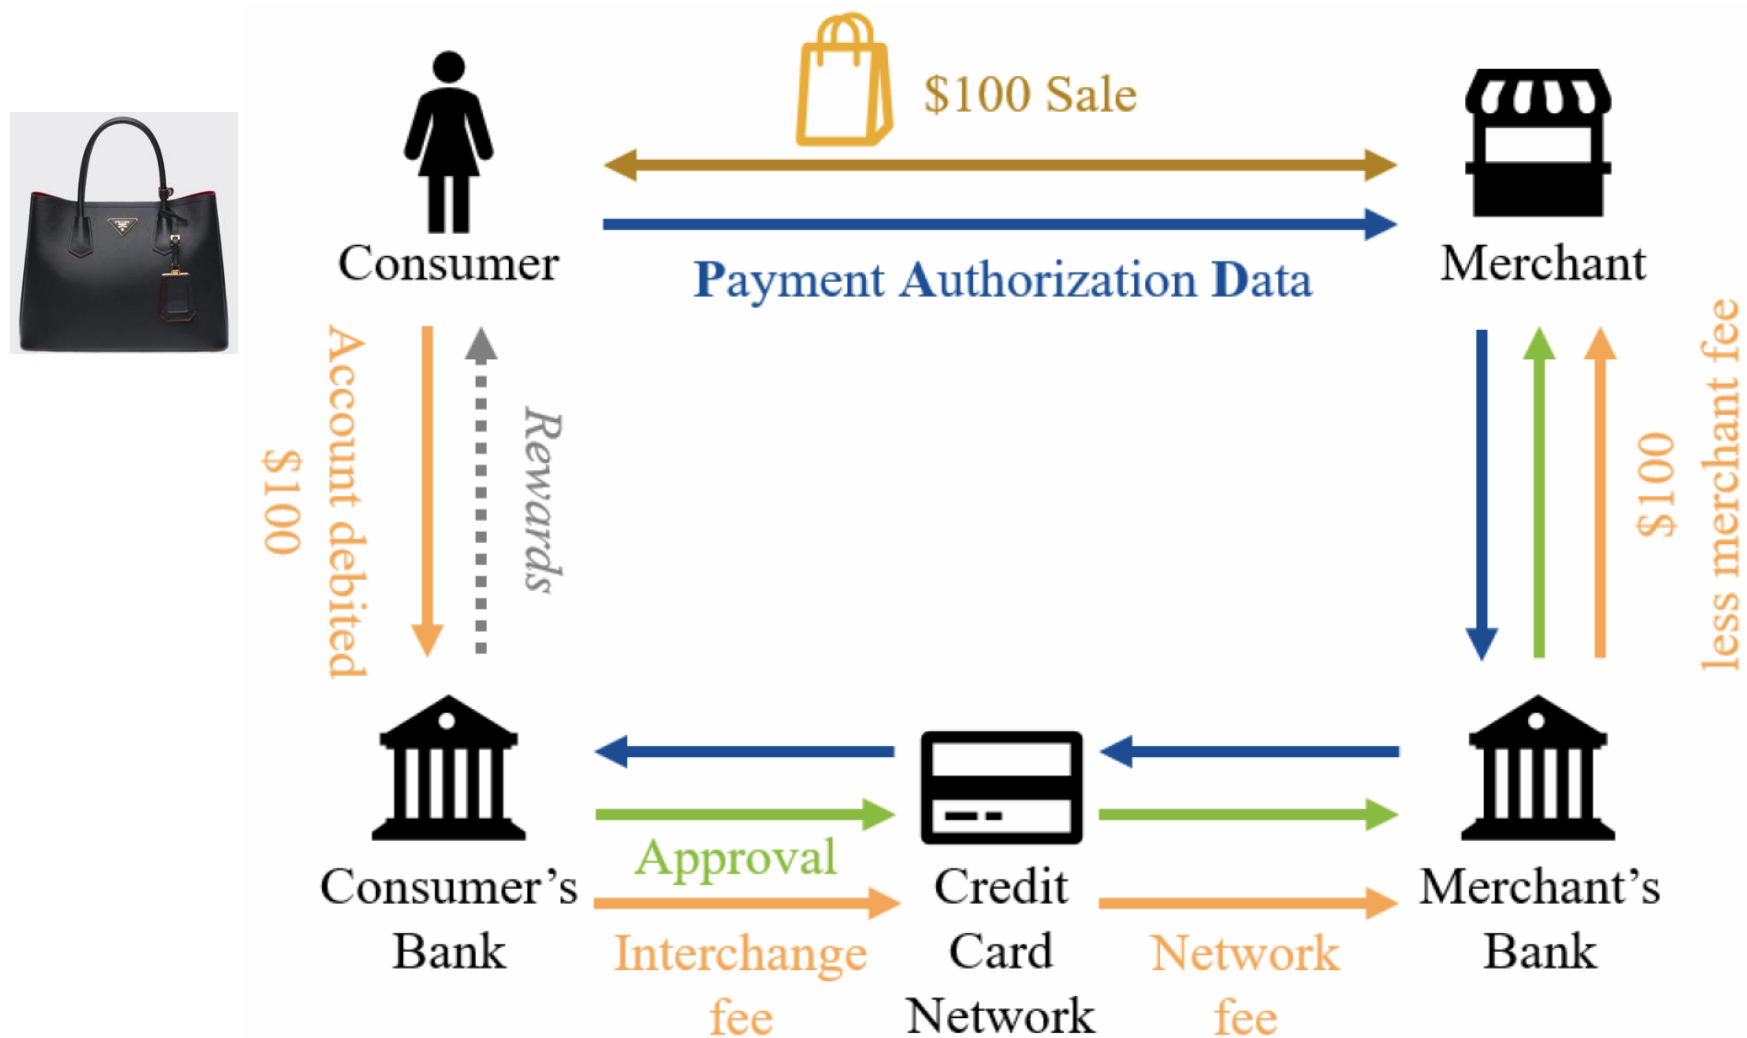 $100 Sale
Consumer
Merchant
Payment Authorization Data
Account debited
$100
Rewards
$100
less merchant fee
Approval
Consumer's
Bank
Interchange
fee
Credit
Card
Network
Network
fee
Merchant's
Bank